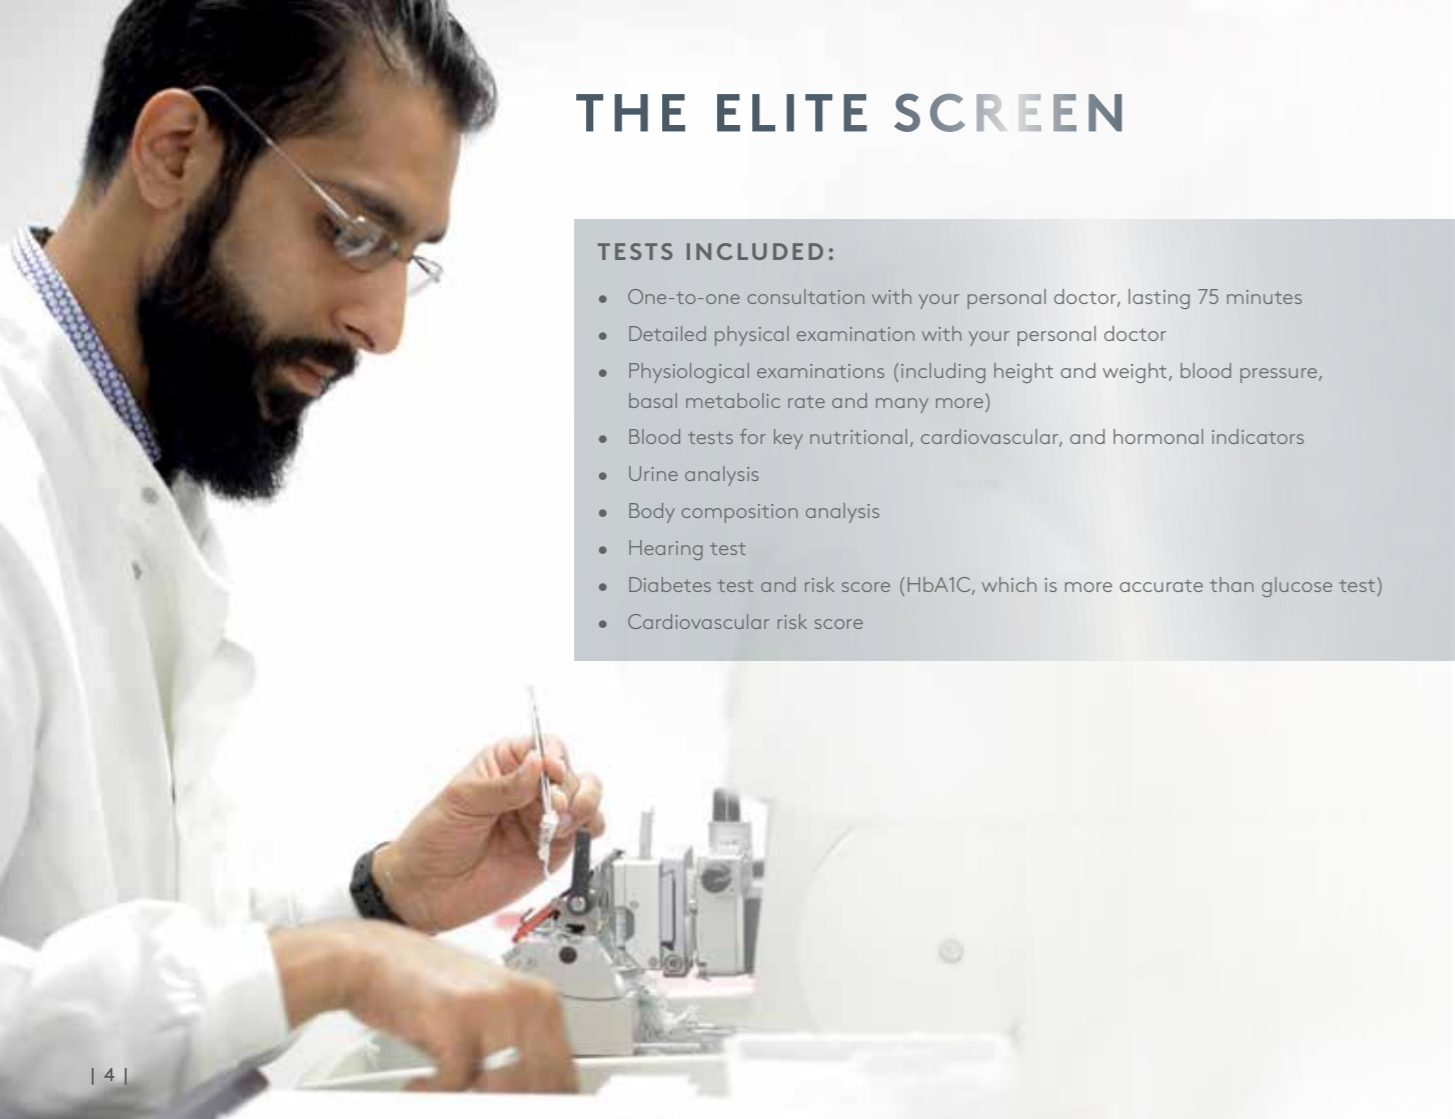 THE ELITE SCREEN
TESTS INCLUDED:
• One-to-one consultation with your personal doctor, lasting 75 minutes
• Detailed physical examination with your personal doctor
• Physiological examinations (including height and weight, blood pressure,
basal metabolic rate and many more)
• Blood tests for key nutritional, cardiovascular, and hormonal indicators
• Urine analysis
• Body composition analysis
• Hearing test
• Diabetes test and risk score (HbA1C, which is more accurate than glucose test)
• Cardiovascular risk score
| 4 |